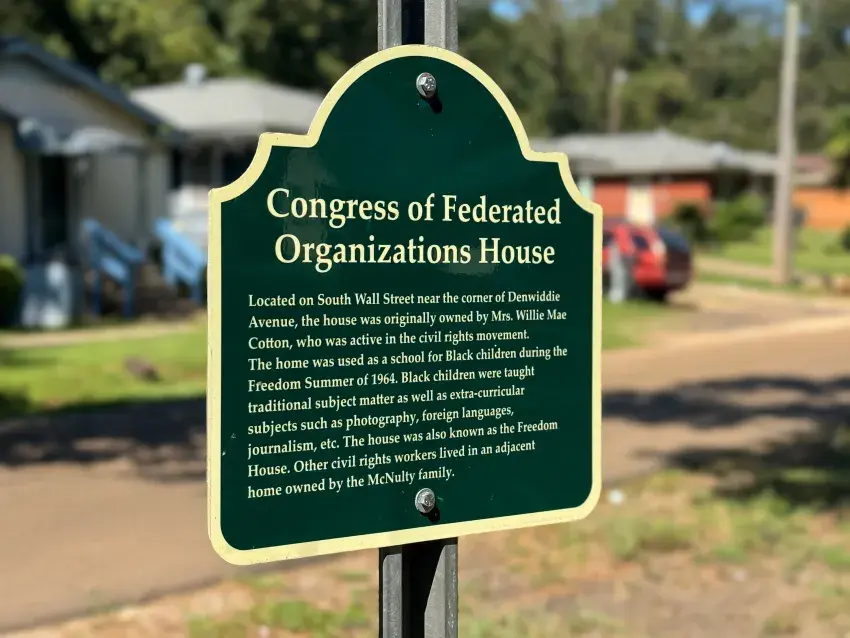 Congress of Federated
Organizations House
Located on South Wall Street near the corner of Denwiddie
Avenue, the house was originally owned by Mrs. Willie Mae
Cotton, who was active in the civil rights movement.
The home was used as a school for Black children during the
Freedom Summer of 1964. Black children were taught
traditional subject matter as well as extra-curricular
subjects such as photography, foreign languages,
journalism, etc. The house was also known as the Freedom
House. Other civil rights workers lived in an adjacent
home owned by the McNulty family.